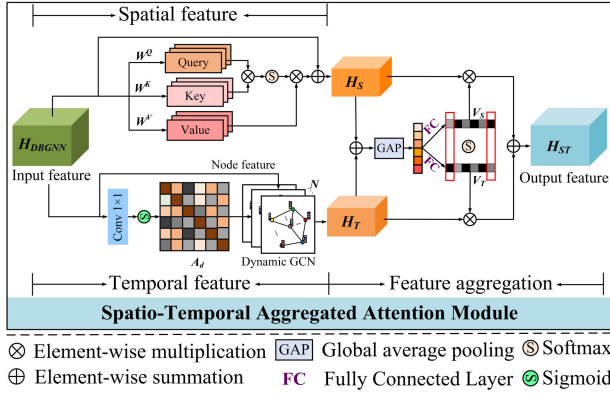 Spatial feature
W^Q
Query
W^K
Key
W^V
Value
S
H_DBGNN
Input feature
Conv 1×1
S
A_d
Node feature
N
Dynamic GCN
H_S
H_T
GAP
FC
FC
V_S
S
V_T
H_ST
Output feature
Temporal feature
Feature aggregation
Spatio-Temporal Aggregated Attention Module
Element-wise multiplication
GAP
Global average pooling
S
Softmax
Element-wise summation
FC
Fully Connected Layer
S
Sigmoid